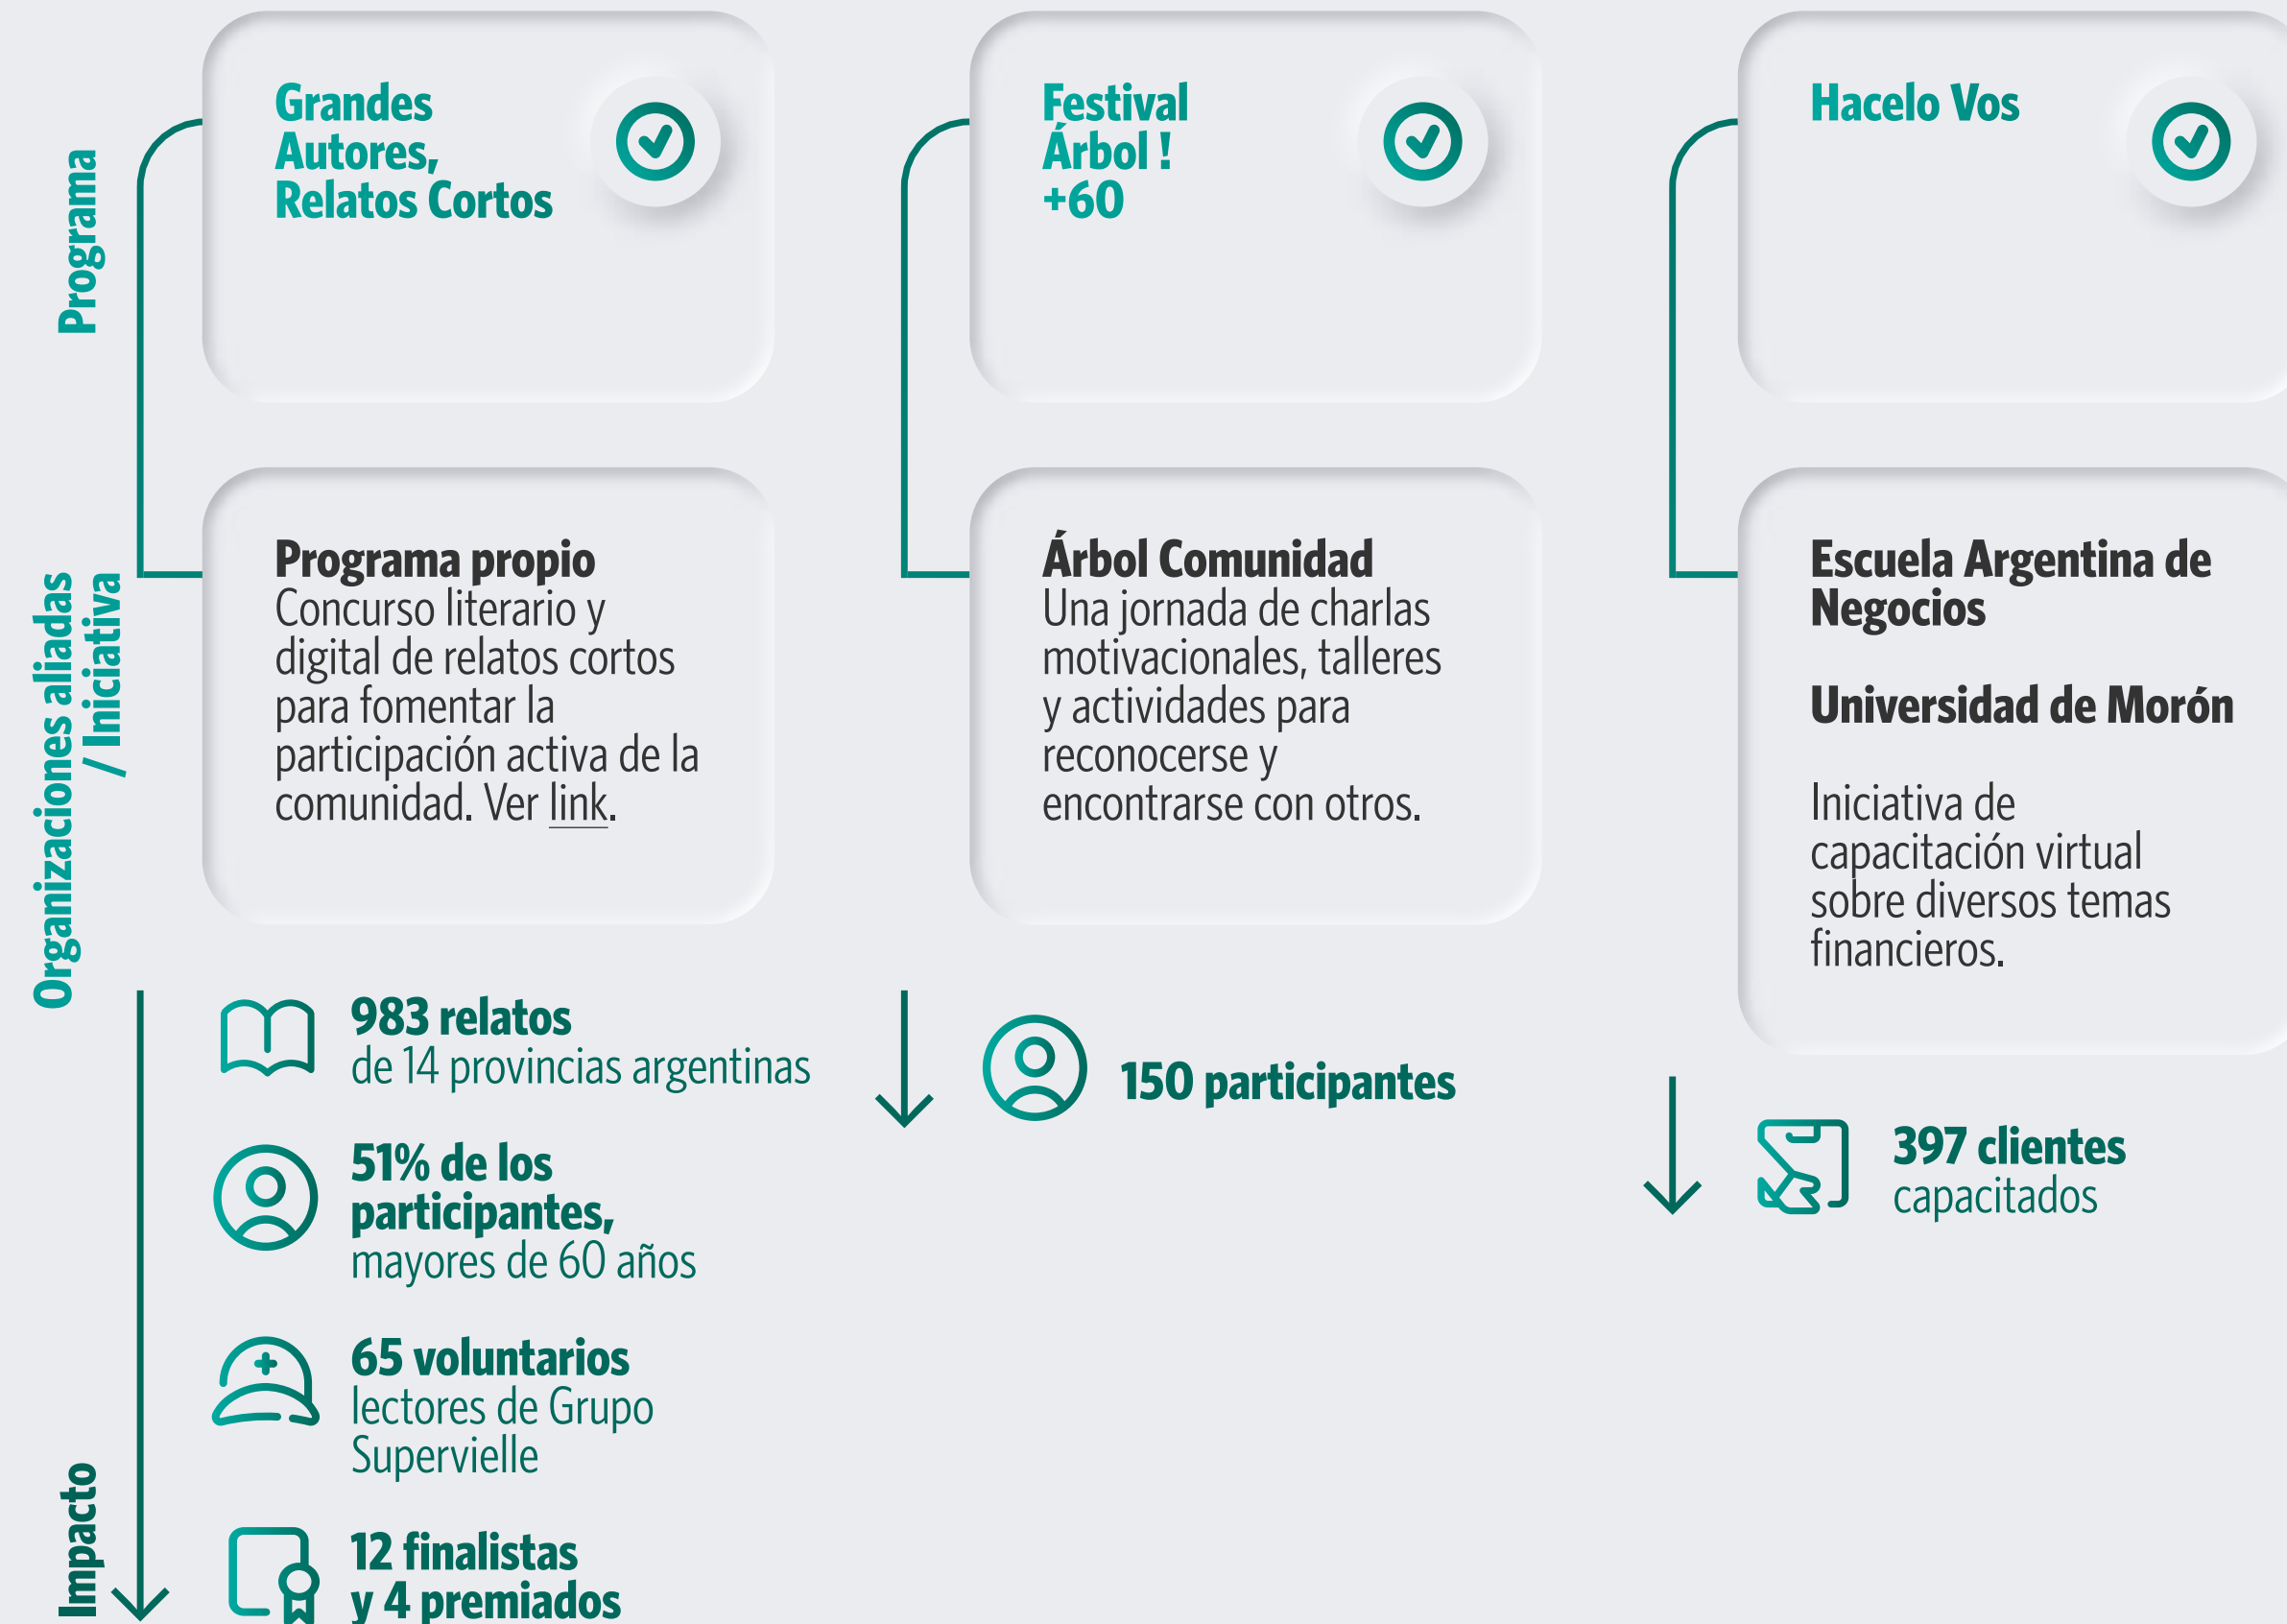 Programa
Grandes
Autores,
Relatos Cortos
Festival
Árbol !
+60
Hacelo Vos
Organizaciones aliadas
/ Iniciativa
Programa propio
Concurso literario y
digital de relatos cortos
para fomentar la
participación activa de la
comunidad. Ver link.
Árbol Comunidad
Una jornada de charlas
motivacionales, talleres
y actividades para
reconocerse y
encontrarse con otros.
Escuela Argentina de
Negocios
Universidad de Morón
Iniciativa de
capacitación virtual
sobre diversos temas
financieros.
Impacto
983 relatos
de 14 provincias argentinas
51% de los
participantes,
mayores de 60 años
65 voluntarios
lectores de Grupo
Supervielle
12 finalistas
y 4 premiados
150 participantes
397 clientes
capacitados